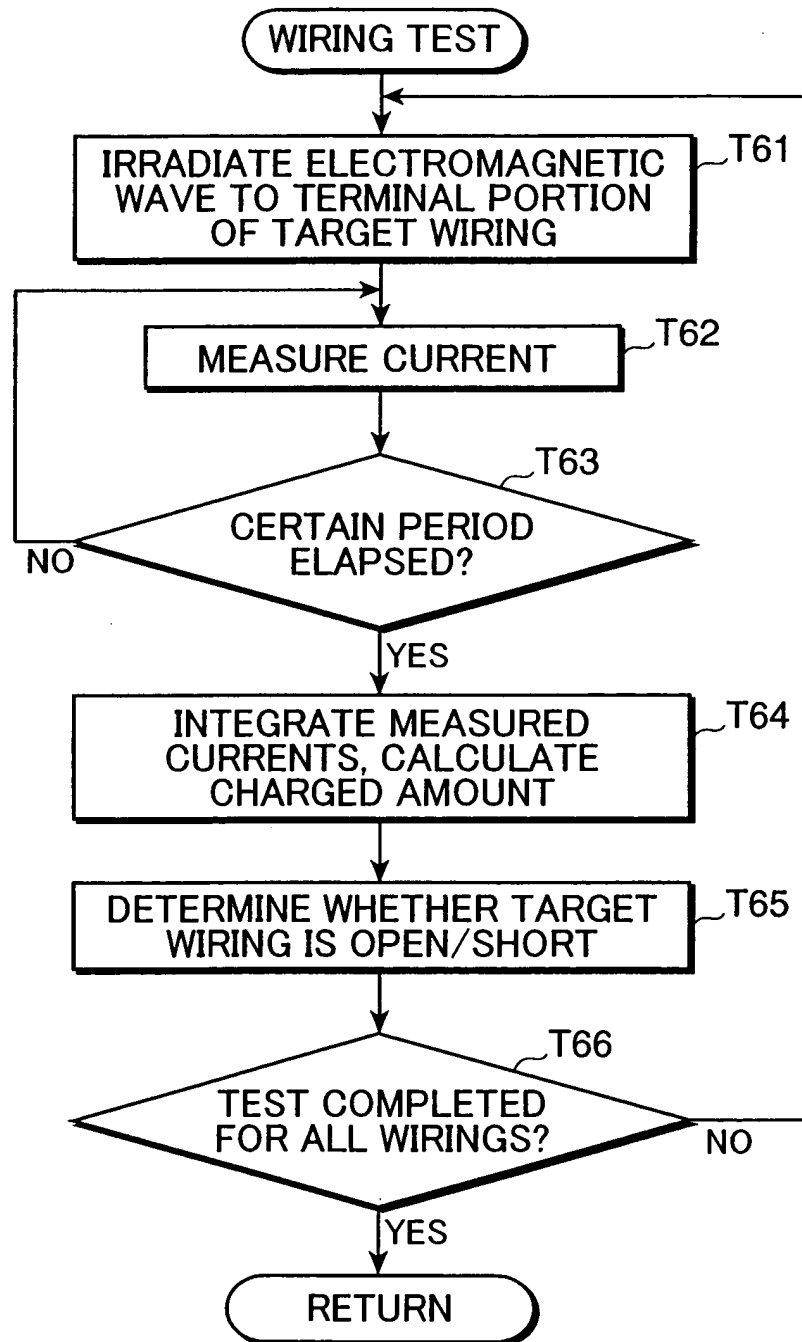 WIRING TEST
T61
IRRADIATE ELECTROMAGNETIC
WAVE TO TERMINAL PORTION
OF TARGET WIRING
T62
MEASURE CURRENT
T63
CERTAIN PERIOD
ELAPSED?
NO
YES
T64
INTEGRATE MEASURED
CURRENTS, CALCULATE
CHARGED AMOUNT
T65
DETERMINE WHETHER TARGET
WIRING IS OPEN/SHORT
T66
TEST COMPLETED
FOR ALL WIRINGS?
NO
YES
RETURN